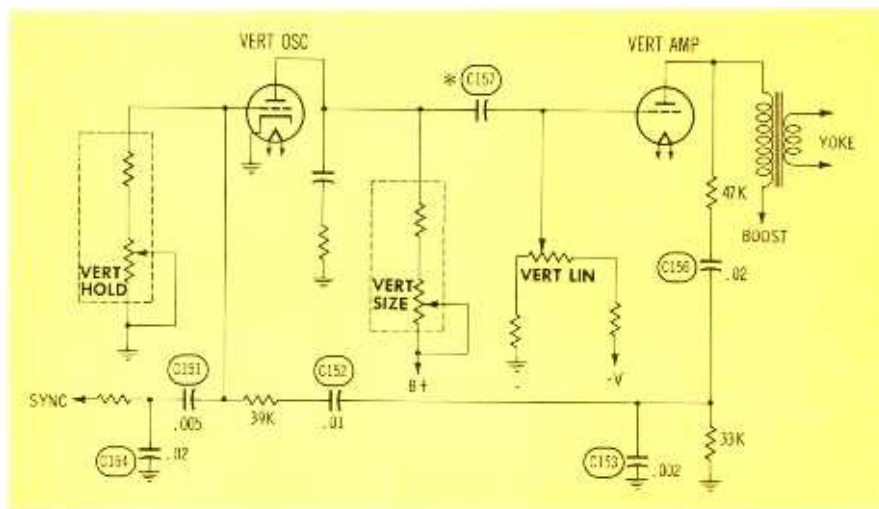 VERT OSC
VERT AMP
* C157
YOKE
47K
BOOST
VERT
HOLD
VERT
SIZE
VERT LIN
C156
.02
B+
-
-V
SYNC
C151
.005
39K
C152
.01
C164
.02
C153
.002
33K